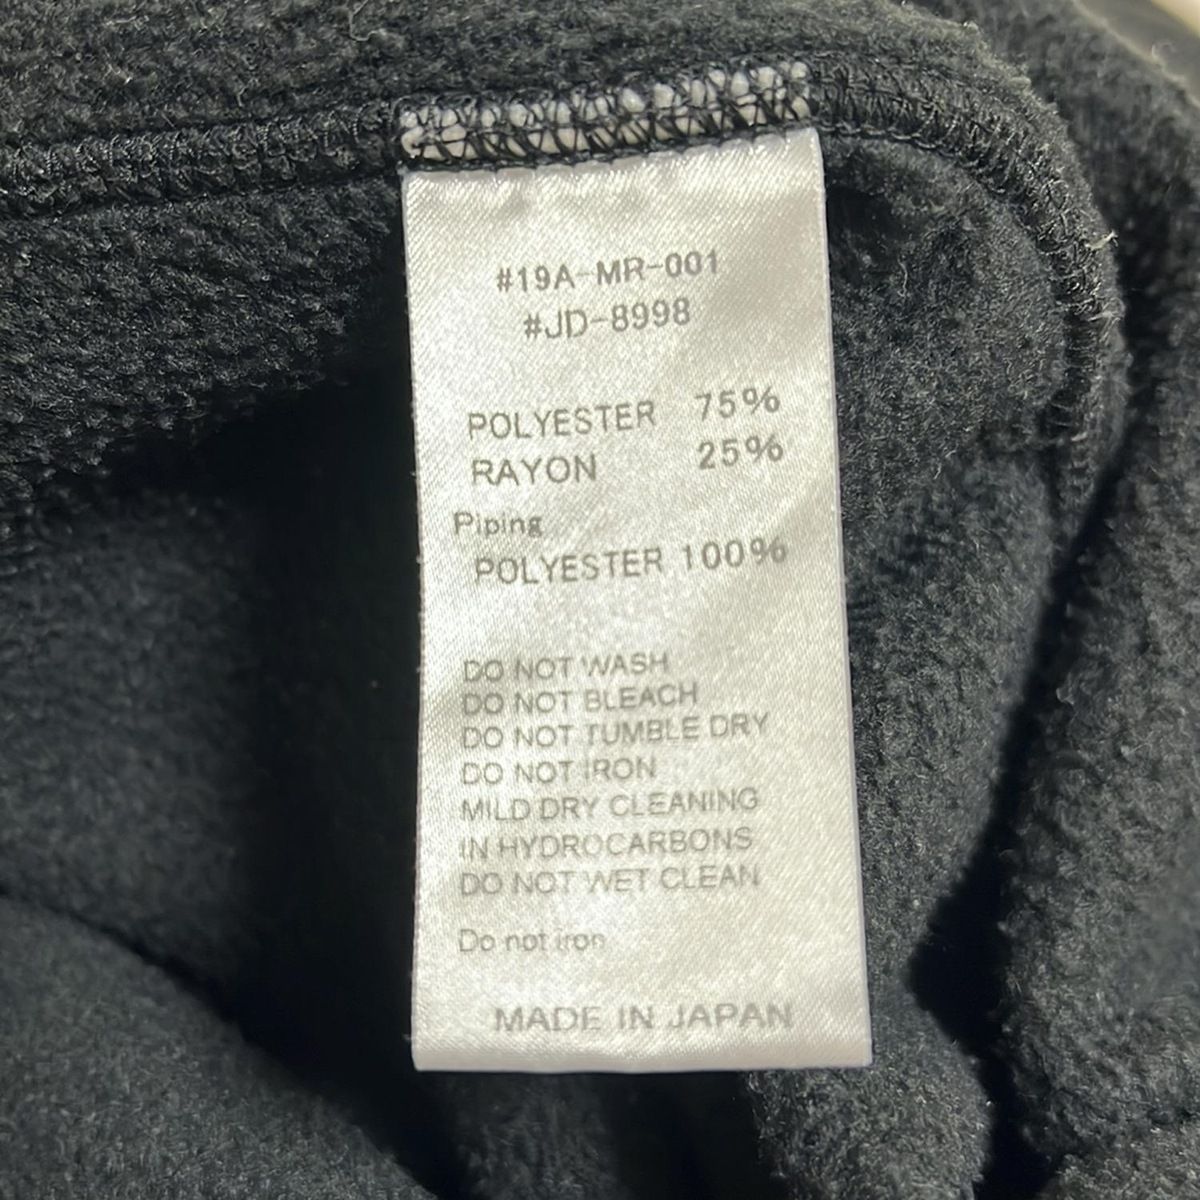 #19A-MR-001
#JD-8998
POLYESTER 75%
RAYON 25%
Piping
POLYESTER 100%
DO NOT WASH
DO NOT BLEACH
DO NOT TUMBLE DRY
DO NOT IRON
MILD DRY CLEANING
IN HYDROCARBONS
DO NOT WET CLEAN
Do not iron
MADE IN JAPAN